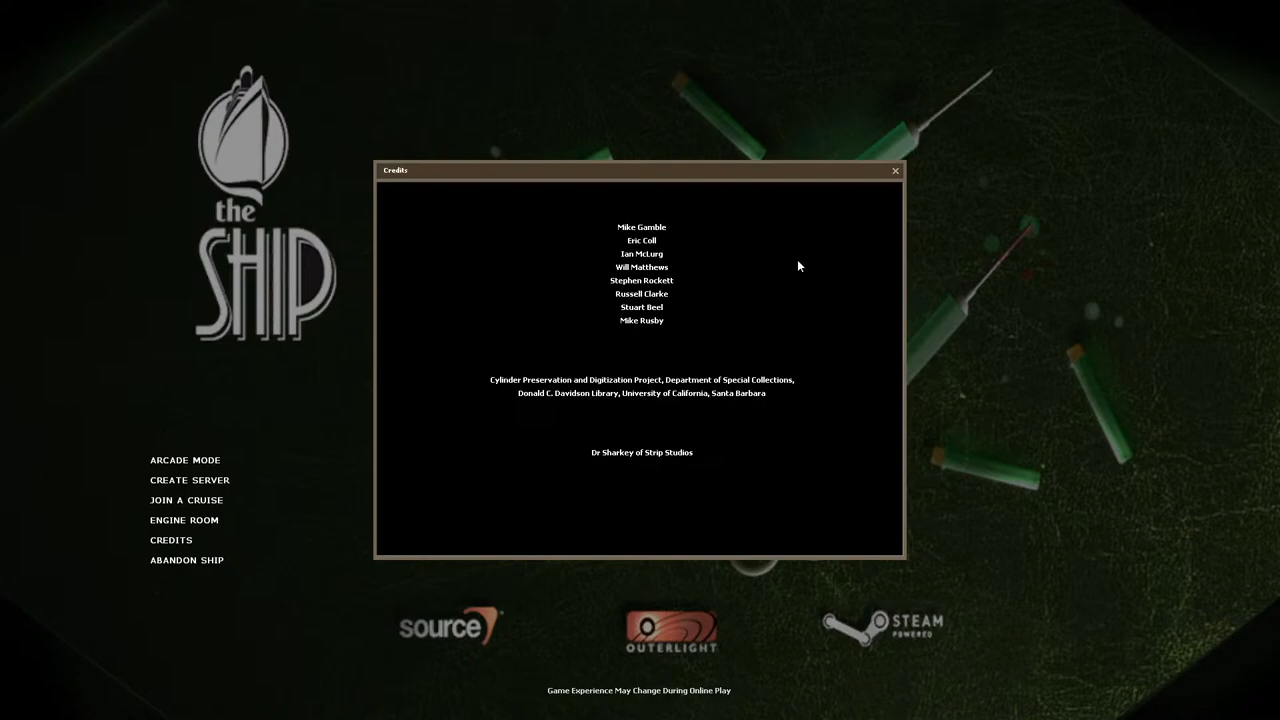 the
SHIP
Credits
Mike Gamble
Eric Coll
Ian McLurg
Will Matthews
Stephen Rockett
Russell Clarke
Stuart Beel
Mike Rusby
Cylinder Preservation and Digitization Project, Department of Special Collections,
Donald C. Davidson Library, University of California, Santa Barbara
Dr Sharkey of Strip Studios
ARCADE MODE
CREATE SERVER
JOIN A CRUISE
ENGINE ROOM
CREDITS
ABANDON SHIP
source
OUTERLIGHT
STEAM
POWERED
Game Experience May Change During Online Play